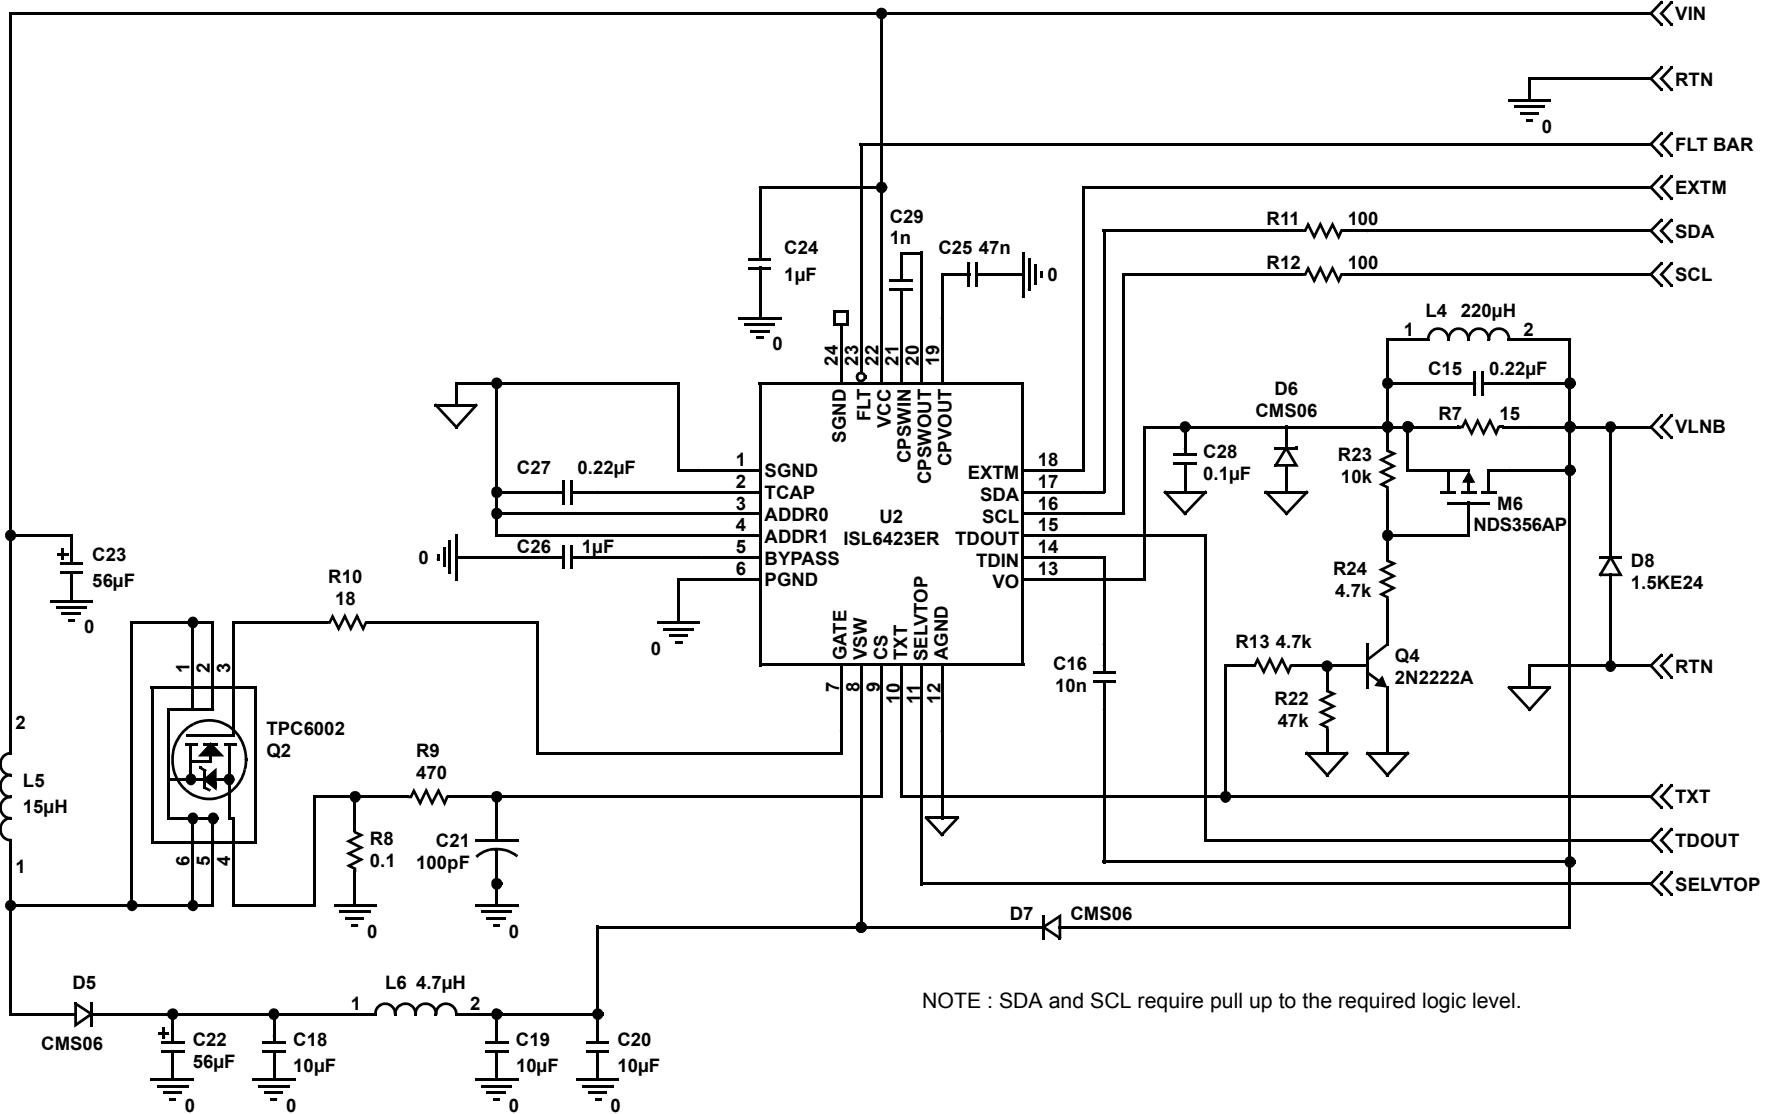 VIN
RTN
0
FLT BAR
EXTM
R11 100
SDA
R12 100
SCL
C29
1n
C25 47n
0
C24
1µF
0
L4 220µH
1 2
C15 0.22µF
R7 15
VLNB
D6
CMS06
C28
0.1µF
R23
10k
M6
NDS356AP
R24
4.7k
D8
1.5KE24
R13 4.7k
R22
47k
Q4
2N2222A
RTN
24 23 22 21 20 19
SGND FLT VCC CPSWIN CPSWOUT CPVOUT
1 SGND
2 TCAP
3 ADDR0
4 ADDR1
5 BYPASS
6 PGND
U2
ISL6423ER
EXTM 18
SDA 17
SCL 16
TDOUT 15
TDIN 14
VO 13
GATE VSW CS TXT SELVTOP AGND
7 8 9 10 11 12
C27 0.22µF
0
C26 1µF
0
C23
56µF
0
R10
18
1 2 3
TPC6002
Q2
6 5 4
2
L5
15µH
1
R9
470
R8
0.1
0
C21
100pF
0
C16
10n
TXT
TDOUT
SELVTOP
D7 CMS06
D5
CMS06
L6 4.7µH
1 2
C22
56µF
0
C18
10µF
0
C19
10µF
0
C20
10µF
0
NOTE : SDA and SCL require pull up to the required logic level.